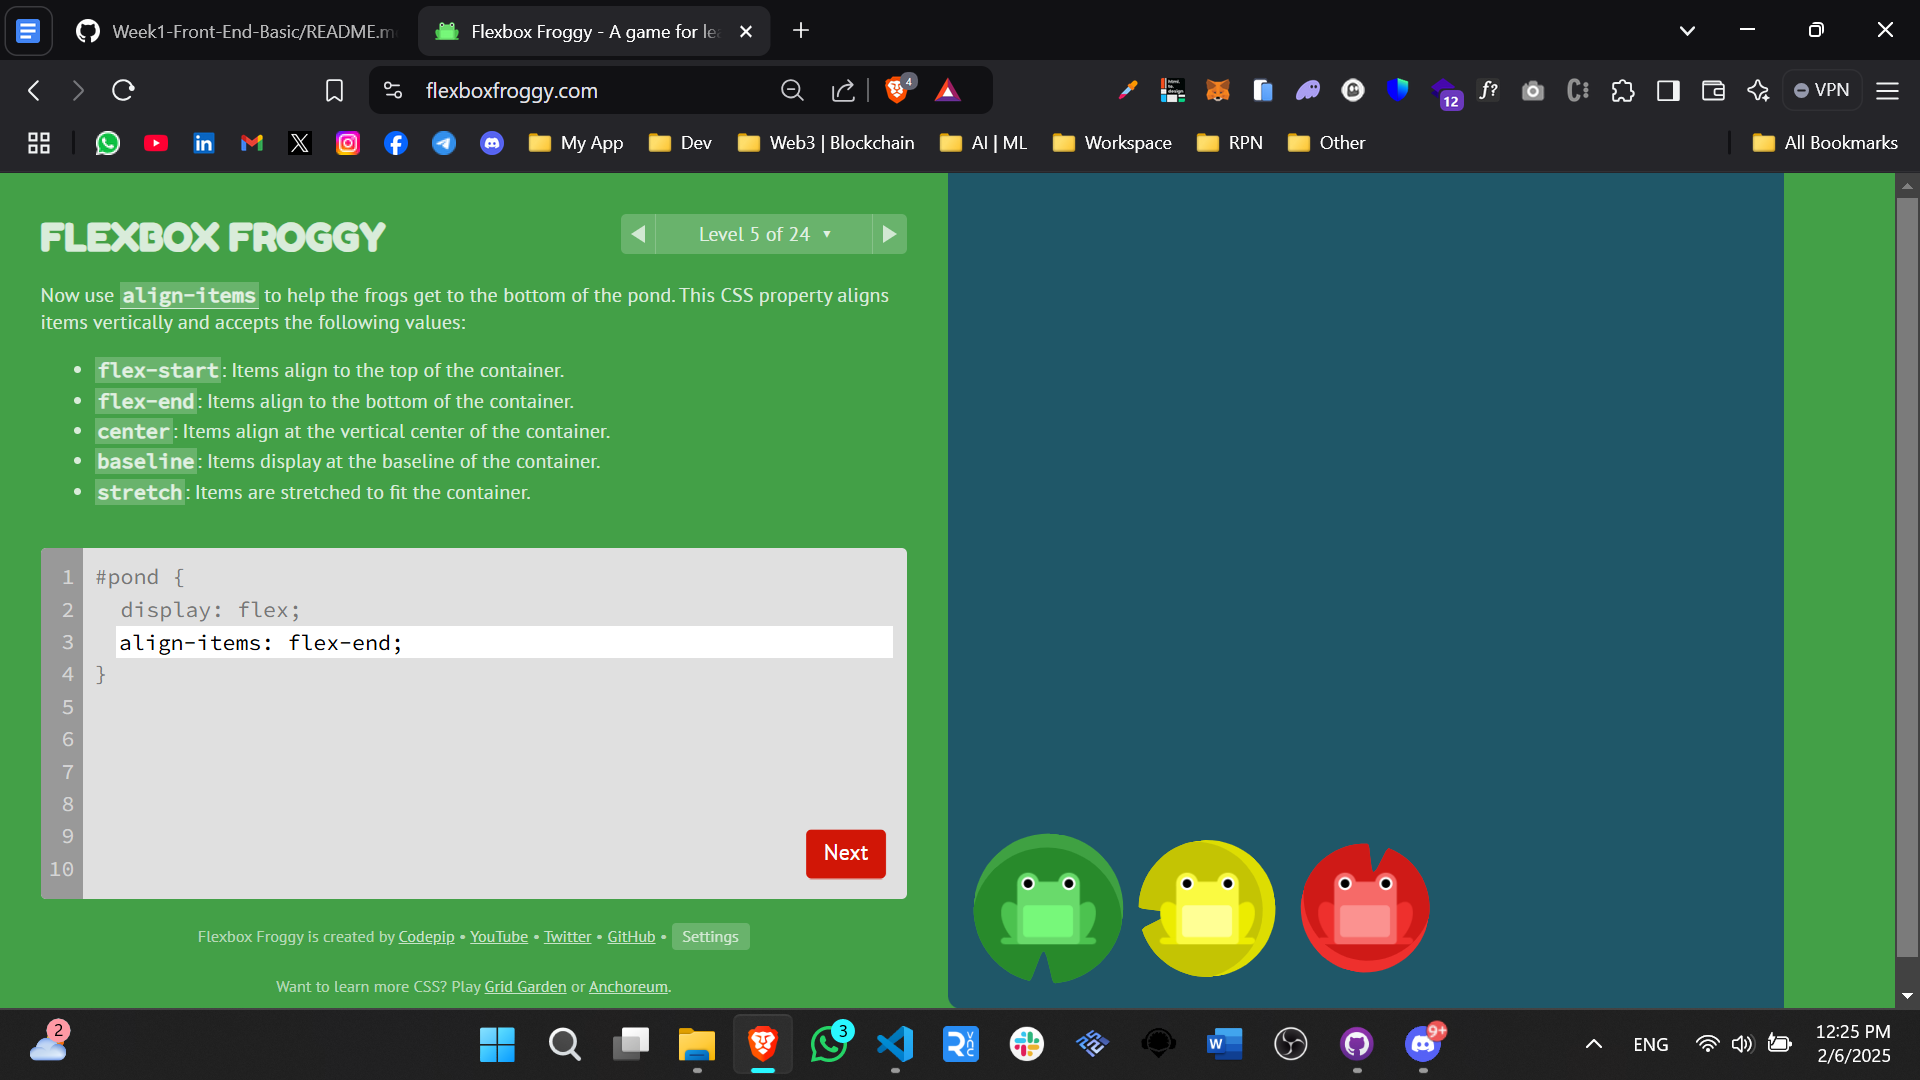 Week1-Front-End-Basic/README.m
Flexbox Froggy - A game for le
flexboxfroggy.com
4
12
f?
VPN
My App
Dev
Web3 | Blockchain
AI | ML
Workspace
RPN
Other
All Bookmarks
FLEXBOX FROGGY
Level 5 of 24
Now use align-items to help the frogs get to the bottom of the pond. This CSS property aligns
items vertically and accepts the following values:
flex-start: Items align to the top of the container.
flex-end: Items align to the bottom of the container.
center: Items align at the vertical center of the container.
baseline: Items display at the baseline of the container.
stretch: Items are stretched to fit the container.
1 #pond {
2 display: flex;
3 align-items: flex-end;
4 }
5
6
7
8
9
10
Next
Flexbox Froggy is created by Codepip • YouTube • Twitter • GitHub • Settings
Want to learn more CSS? Play Grid Garden or Anchoreum.
2
3
9+
ENG
12:25 PM
2/6/2025